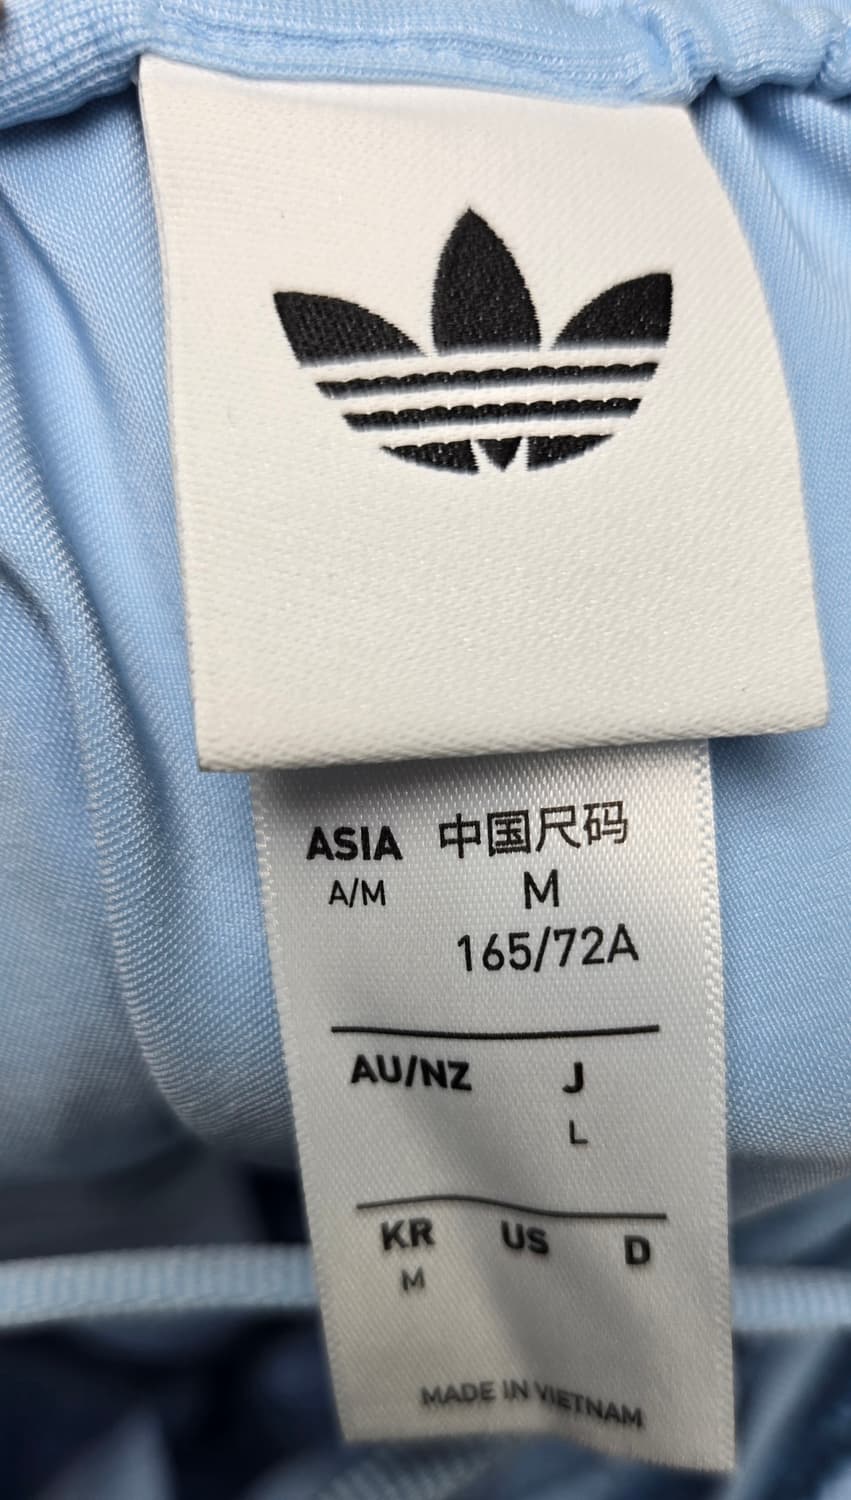 ASIA 中国尺码
A/M M
165/72A
AU/NZ J
L
KR US D
M
MADE IN VIETNAM